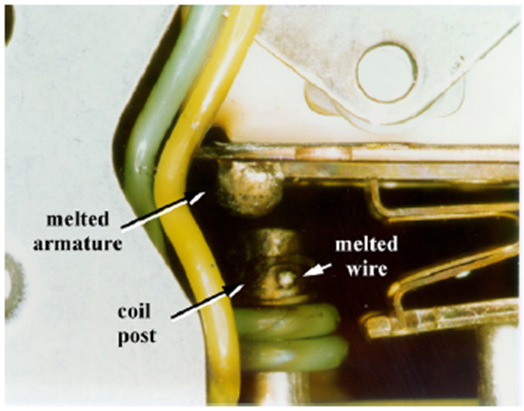 melted
armature
melted
wire
coil
post